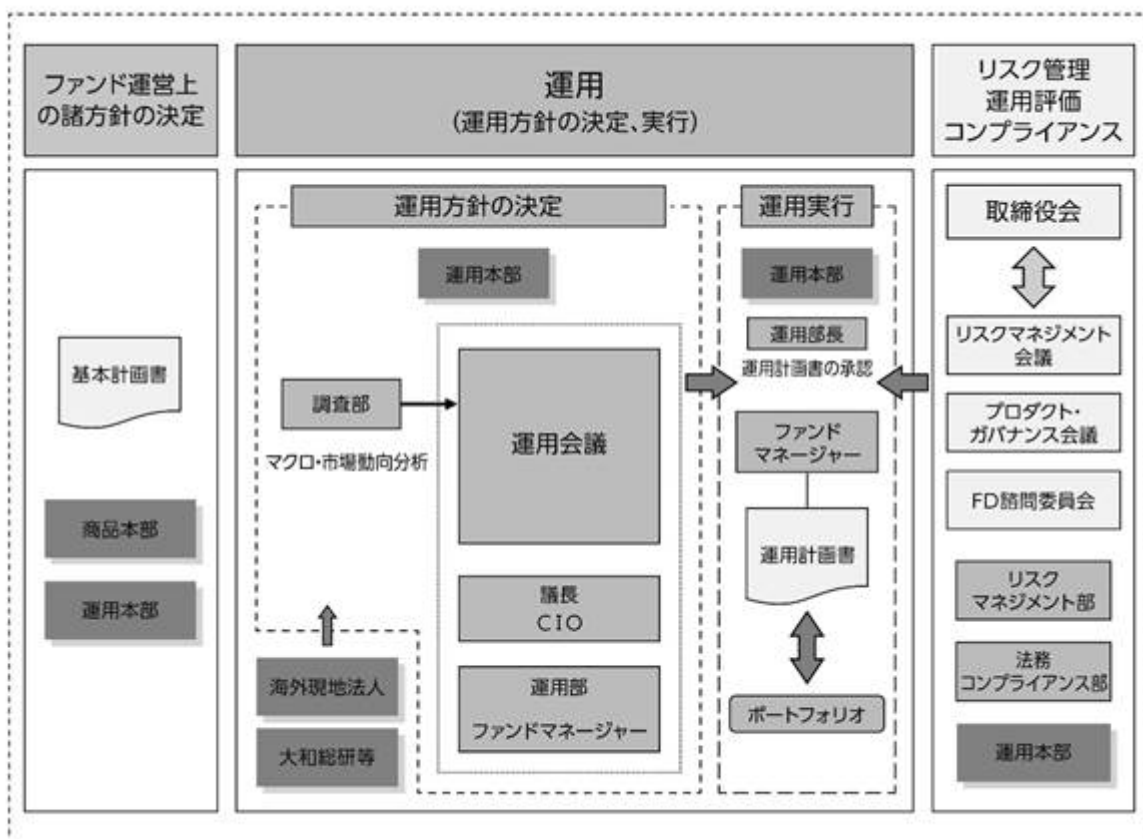 ファンド運営上
の諸方針の決定
運用
(運用方針の決定、実行)
リスク管理
運用評価
コンプライアンス
基本計画書
商品本部
運用本部
運用方針の決定
運用本部
調査部
マクロ・市場動向分析
運用会議
議長
CIO
運用部
ファンドマネージャー
海外現地法人
大和総研等
運用実行
運用本部
運用部長
運用計画書の承認
ファンド
マネージャー
運用計画書
ポートフォリオ
取締役会
リスクマネジメント
会議
プロダクト・
ガバナンス会議
FD諮問委員会
リスク
マネジメント部
法務
コンプライアンス部
運用本部